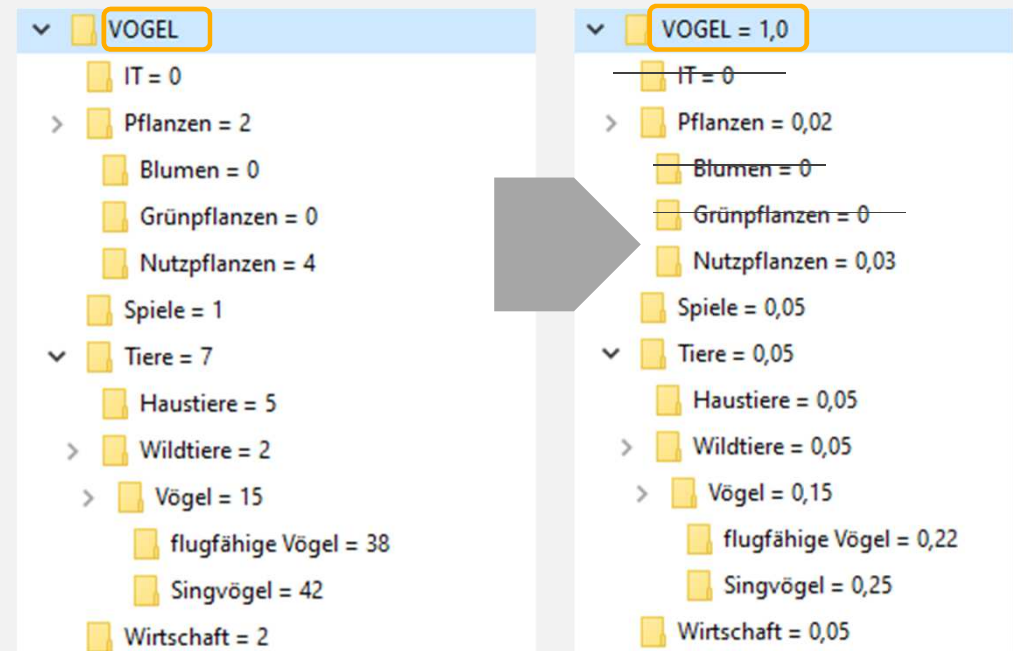 VOGEL
IT = 0
Pflanzen = 2
Blumen = 0
Grünpflanzen = 0
Nutzpflanzen = 4
Spiele = 1
Tiere = 7
Haustiere = 5
Wildtiere = 2
Vögel = 15
flugfähige Vögel = 38
Singvögel = 42
Wirtschaft = 2
VOGEL = 1,0
IT = 0
Pflanzen = 0,02
Blumen = 0
Grünpflanzen = 0
Nutzpflanzen = 0,03
Spiele = 0,05
Tiere = 0,05
Haustiere = 0,05
Wildtiere = 0,05
Vögel = 0,15
flugfähige Vögel = 0,22
Singvögel = 0,25
Wirtschaft = 0,05